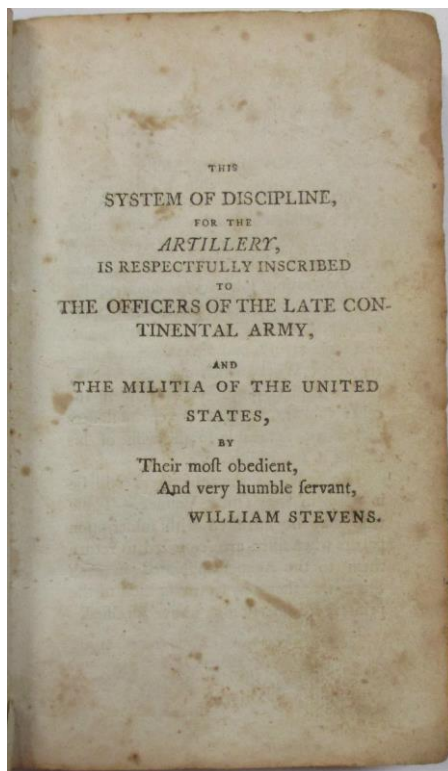 THIS
SYSTEM OF DISCIPLINE,
FOR THE
ARTILLERY,
IS RESPECTFULLY INSCRIBED
TO
THE OFFICERS OF THE LATE CON-
TINENTAL ARMY,
AND
THE MILITIA OF THE UNITED
STATES,
BY
Their moſt obedient,
And very humble ſervant,
WILLIAM STEVENS.